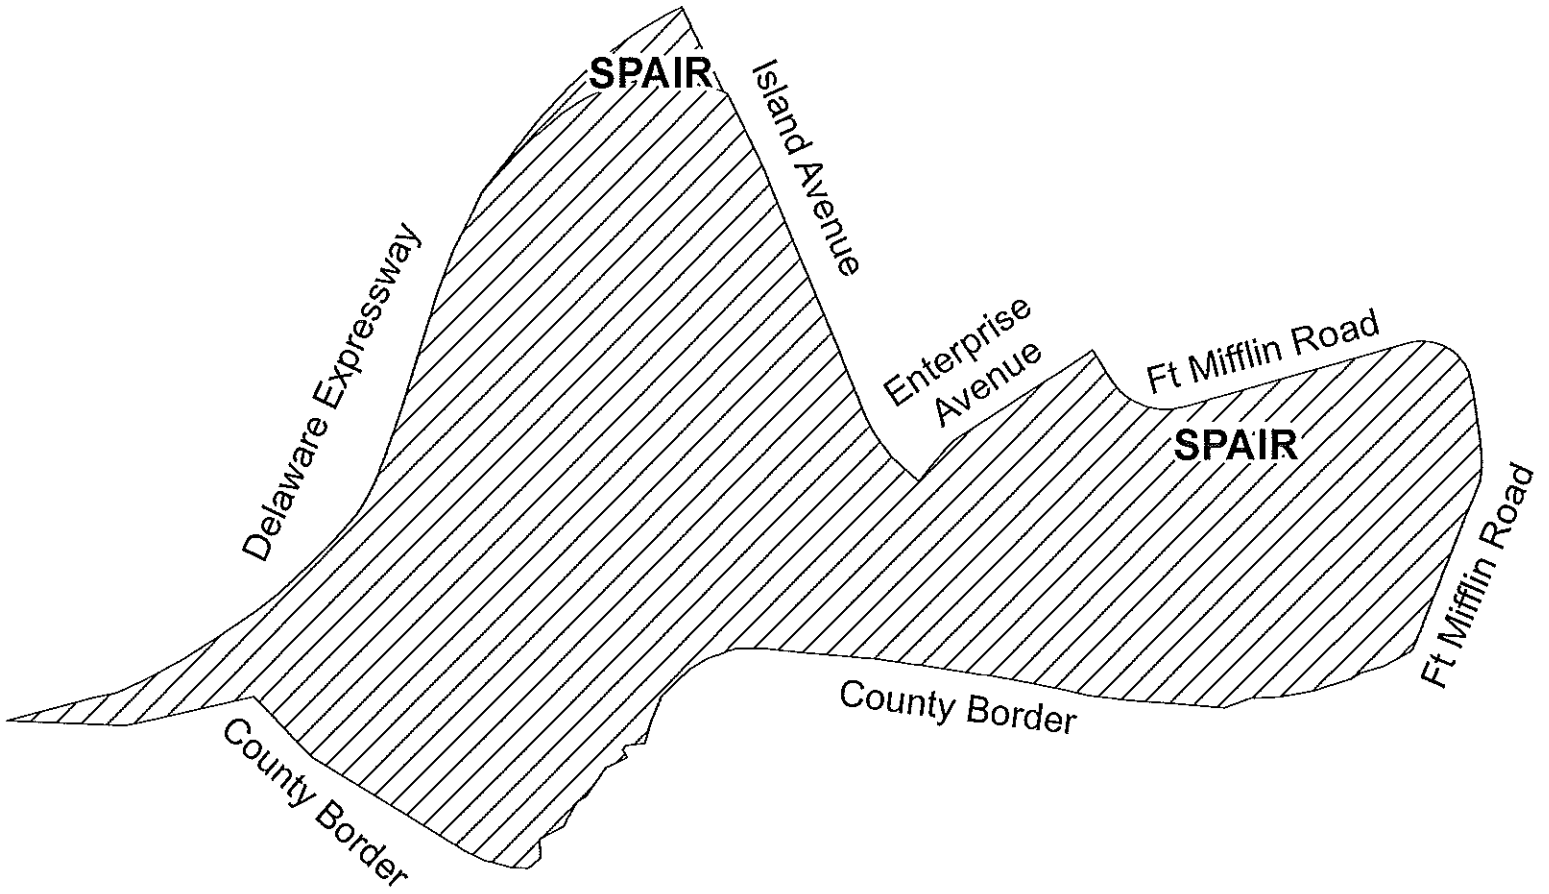 SPAIR
Island Avenue
Delaware Expressway
Enterprise
Avenue
Ft Mifflin Road
SPAIR
Ft Mifflin Road
County Border
County Border